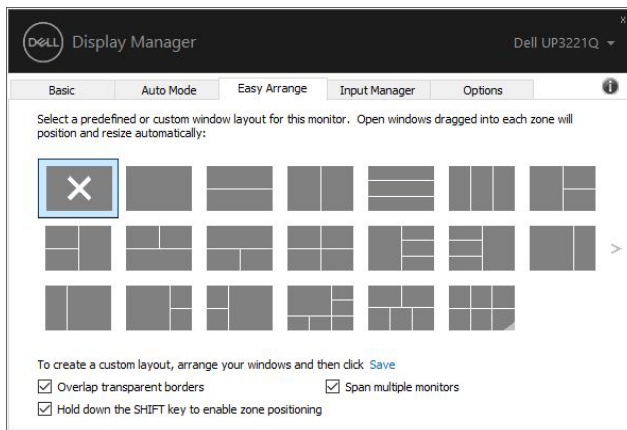 x
DELL Display Manager Dell UP3221Q
Basic Auto Mode Easy Arrange Input Manager Options
Select a predefined or custom window layout for this monitor. Open windows dragged into each zone will
position and resize automatically:
>
To create a custom layout, arrange your windows and then click Save
Overlap transparent borders Span multiple monitors
Hold down the SHIFT key to enable zone positioning